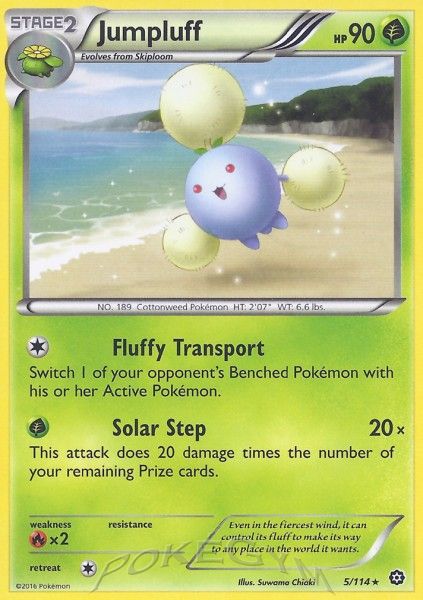 STAGE2
Jumpluff
HP90
Evolves from Skiploom
NO. 189 Cottonweed Pokémon HT: 2'07" WT: 6.6 lbs.
Fluffy Transport
Switch 1 of your opponent's Benched Pokémon with
his or her Active Pokémon.
Solar Step 20×
This attack does 20 damage times the number of
your remaining Prize cards.
weakness resistance
×2
retreat
Even in the fiercest wind, it can
control its fluff to make its way
to any place in the world it wants.
©2016 Pokémon
Illus. Suwama Chiaki
5/114★
POKEGYM